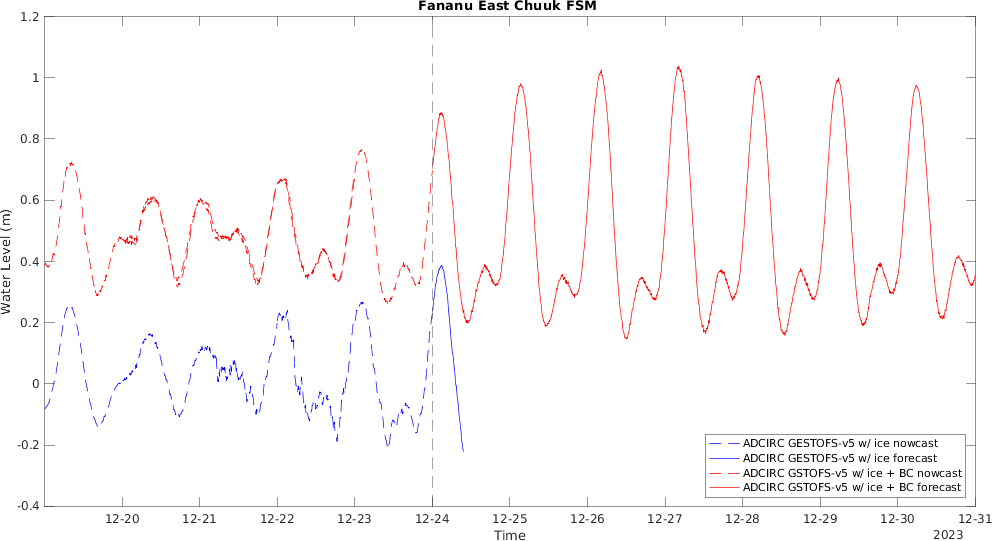 Fananu East Chuuk FSM
1.2
1
0.8
0.6
0.4
0.2
0
-0.2
-0.4
Water Level (m)
ADCIRC GESTOFS-v5 w/ ice nowcast
ADCIRC GESTOFS-v5 w/ ice forecast
ADCIRC GSTOFS-v5 w/ ice + BC nowcast
ADCIRC GSTOFS-v5 w/ ice + BC forecast
12-20 12-21 12-22 12-23 12-24 12-25 12-26 12-27 12-28 12-29 12-30 12-31
Time
2023